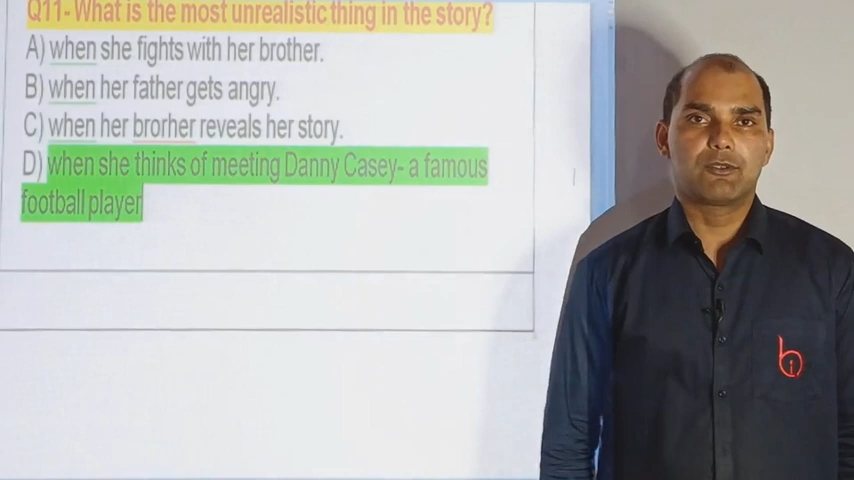 Q11- What is the most unrealistic thing in the story?
A) when she fights with her brother.
B) when her father gets angry.
C) when her brorher reveals her story.
D) when she thinks of meeting Danny Casey- a famous
football player